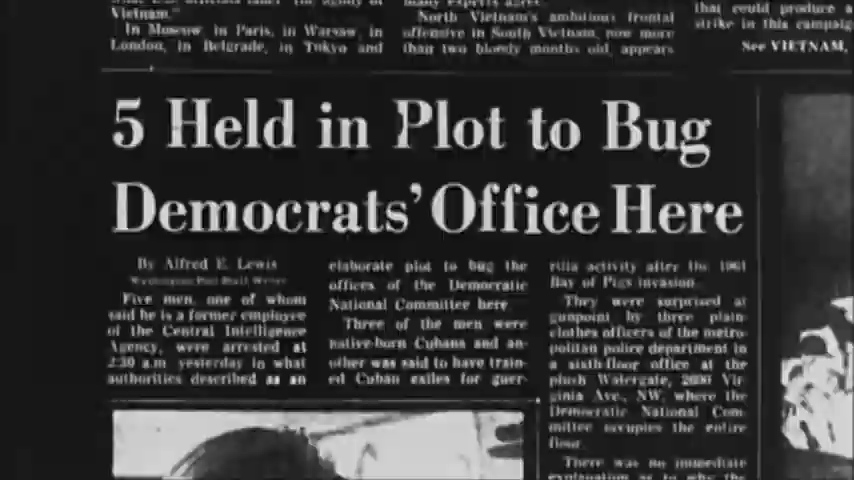 Vietnam."
In Moscow, in Paris, in Warsaw, in
London, in Belgrade, in Tokyo and
many experts agree.
North Vietnam's ambitious frontal
offensive in South Vietnam, now more
than two bloody months old, appears
that could produce a
strike in this campaign
See VIETNAM,
5 Held in Plot to Bug
Democrats' Office Here
By Alfred E. Lewis
Washington Post Staff Writer
Five men, one of whom
said he is a former employee
of the Central Intelligence
Agency, were arrested at
2:30 a.m. yesterday in what
authorities described as an
elaborate plot to bug the
offices of the Democratic
National Committee here.
Three of the men were
native-born Cubans and an-
other was said to have train-
ed Cuban exiles for guer-
rilla activity after the 1961
Bay of Pigs invasion.
They were surprised at
gunpoint by three plain-
clothes officers of the metro-
politan police department in
a sixth-floor office at the
plush Watergate, 2600 Vir-
ginia Ave., NW, where the
Democratic National Com-
mittee occupies the entire
floor.
There was no immediate
explanation as to why the